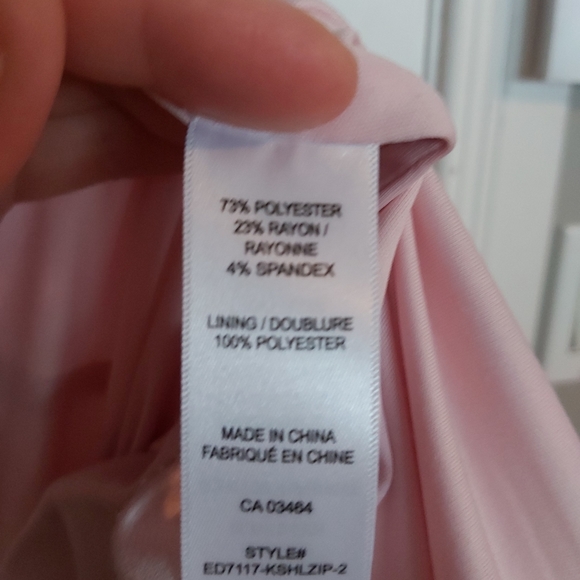 73% POLYESTER
23% RAYON /
RAYONNE
4% SPANDEX
LINING / DOUBLURE
100% POLYESTER
MADE IN CHINA
FABRIQUÉ EN CHINE
CA 03464
STYLE#
ED7117-KSHLZIP-2